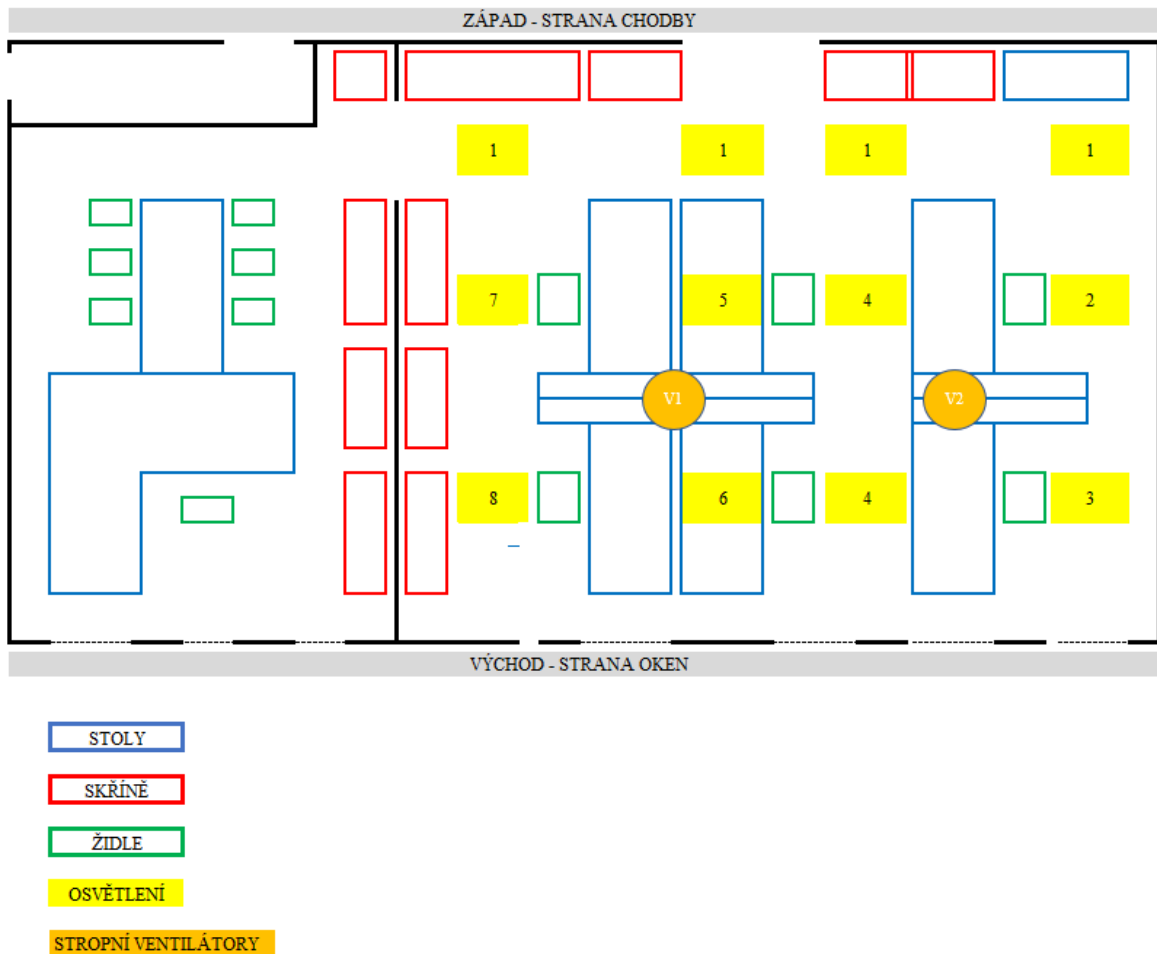 ZÁPAD - STRANA CHODBY
1 1 1 1
7 5 4 2
V1 V2
8 6 4 3
VÝCHOD - STRANA OKEN
STOLY
SKŘÍNĚ
ŽIDLE
OSVĚTLENÍ
STROPNÍ VENTILÁTORY